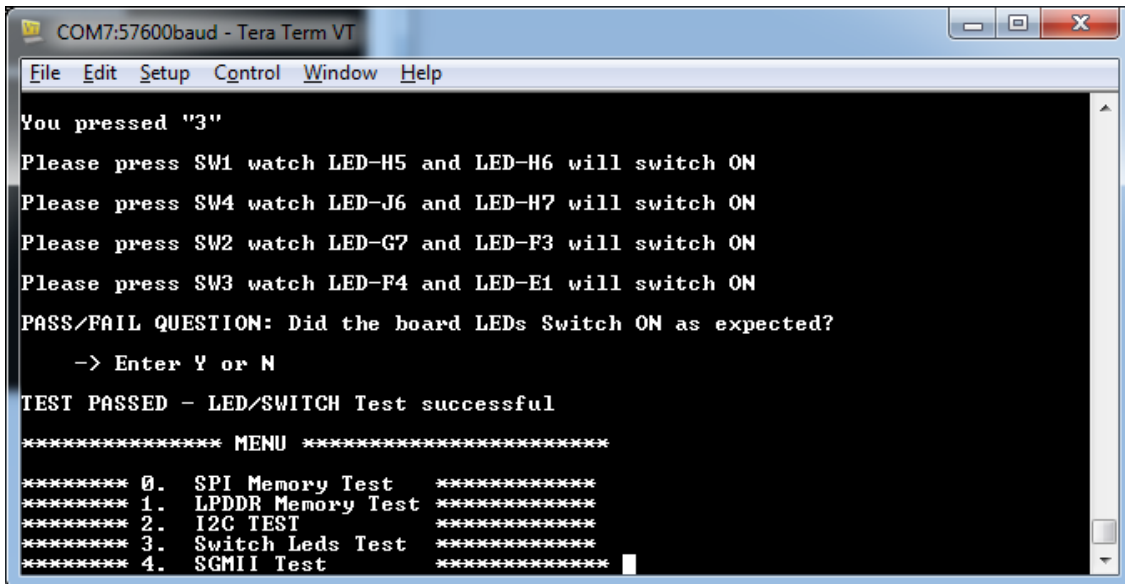 COM7:57600baud - Tera Term VT
File Edit Setup Control Window Help
You pressed "3"
Please press SW1 watch LED-H5 and LED-H6 will switch ON
Please press SW4 watch LED-J6 and LED-H7 will switch ON
Please press SW2 watch LED-G7 and LED-F3 will switch ON
Please press SW3 watch LED-F4 and LED-E1 will switch ON
PASS/FAIL QUESTION: Did the board LEDs Switch ON as expected?
-> Enter Y or N
TEST PASSED - LED/SWITCH Test successful
*************** MENU ***********************
******** 0. SPI Memory Test ************
******** 1. LPDDR Memory Test ************
******** 2. I2C TEST ************
******** 3. Switch Leds Test ************
******** 4. SGMII Test *************